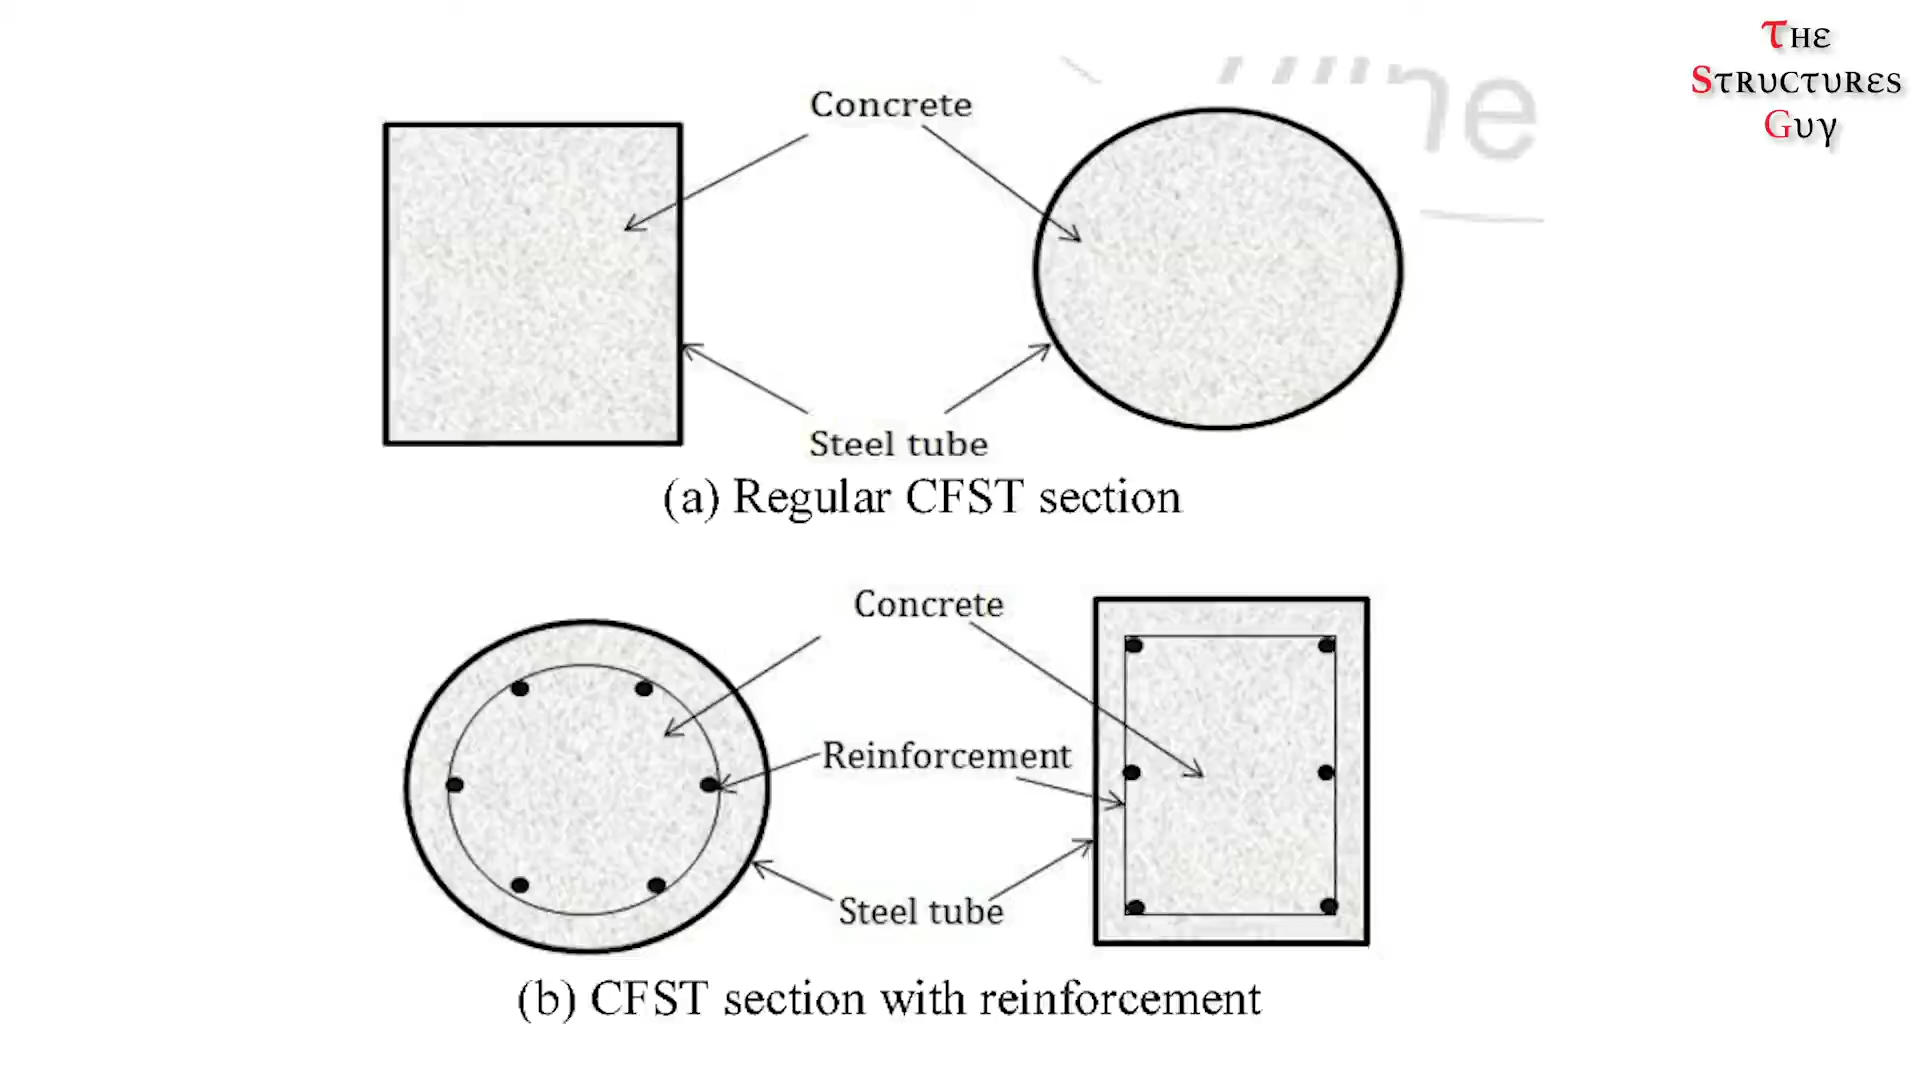 The
Structures
Guy
Concrete
Steel tube
(a) Regular CFST section
Concrete
Reinforcement
Steel tube
(b) CFST section with reinforcement